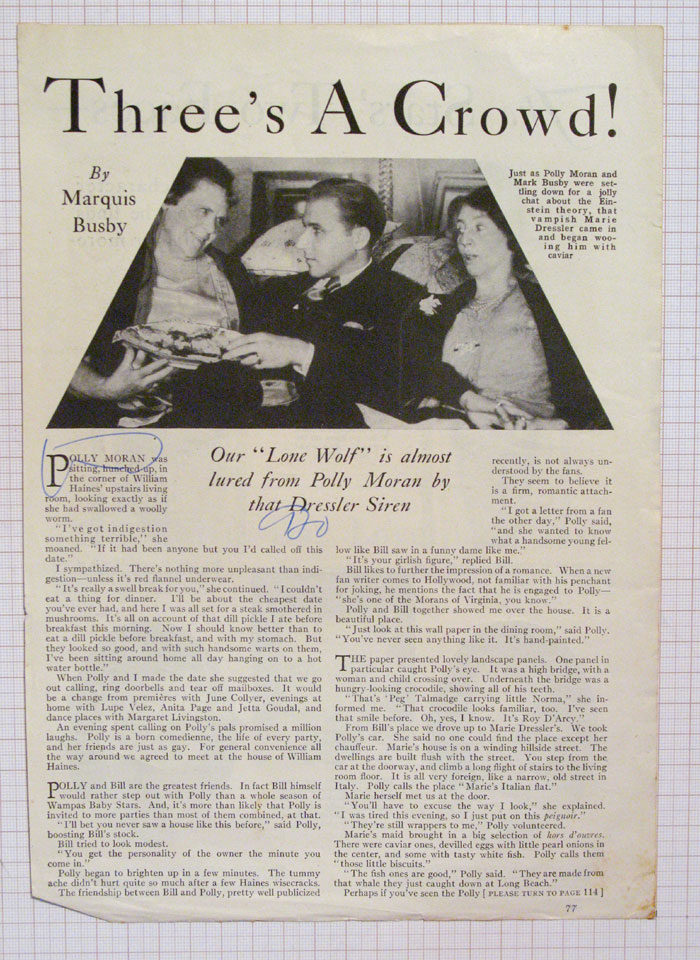 Three's A Crowd!
By
Marquis
Busby
Just as Polly Moran and
Mark Busby were set-
tling down for a jolly
chat about the Ein-
stein theory, that
vampish Marie
Dressler came in
and began woo-
ing him with
caviar
Our "Lone Wolf" is almost
lured from Polly Moran by
that Dressler Siren
POLLY MORAN was
sitting, hunched up, in
the corner of William
Haines' upstairs living
room, looking exactly as if
she had swallowed a woolly
worm.
"I've got indigestion
something terrible," she
moaned. "If it had been anyone but you I'd called off this
date."
I sympathized. There's nothing more unpleasant than indi-
gestion—unless it's red flannel underwear.
"It's really a swell break for you," she continued. "I couldn't
eat a thing for dinner. I'll be about the cheapest date
you've ever had, and here I was all set for a steak smothered in
mushrooms. It's all on account of that dill pickle I ate before
breakfast this morning. Now I should know better than to
eat a dill pickle before breakfast, and with my stomach. But
they looked so good, and with such handsome warts on them,
I've been sitting around home all day hanging on to a hot
water bottle."
When Polly and I made the date she suggested that we go
out calling, ring doorbells and tear off mailboxes. It would
be a change from premières with June Collyer, evenings at
home with Lupe Velez, Anita Page and Jetta Goudal, and
dance places with Margaret Livingston.
An evening spent calling on Polly's pals promised a million
laughs. Polly is a born comedienne, the life of every party,
and her friends are just as gay. For general convenience all
the way around we agreed to meet at the house of William
Haines.
POLLY and Bill are the greatest friends. In fact Bill himself
would rather step out with Polly than a whole season of
Wampas Baby Stars. And, it's more than likely that Polly is
invited to more parties than most of them combined, at that.
"I'll bet you never saw a house like this before," said Polly,
boosting Bill's stock.
Bill tried to look modest.
"You get the personality of the owner the minute you
come in."
Polly began to brighten up in a few minutes. The tummy
ache didn't hurt quite so much after a few Haines wisecracks.
The friendship between Bill and Polly, pretty well publicized
recently, is not always un-
derstood by the fans.
They seem to believe it
is a firm, romantic attach-
ment.
"I got a letter from a fan
the other day," Polly said,
"and she wanted to know
what a handsome young fel-
low like Bill saw in a funny dame like me."
"It's your girlish figure," replied Bill.
Bill likes to further the impression of a romance. When a new
fan writer comes to Hollywood, not familiar with his penchant
for joking, he mentions the fact that he is engaged to Polly—
"she's one of the Morans of Virginia, you know."
Polly and Bill together showed me over the house. It is a
beautiful place.
"Just look at this wall paper in the dining room," said Polly.
"You've never seen anything like it. It's hand-painted."
THE paper presented lovely landscape panels. One panel in
particular caught Polly's eye. It was a high bridge, with a
woman and child crossing over. Underneath the bridge was a
hungry-looking crocodile, showing all of his teeth.
"That's 'Peg' Talmadge carrying little Norma," she in-
formed me. "That crocodile looks familiar, too. I've seen
that smile before. Oh, yes, I know. It's Roy D'Arcy."
From Bill's place we drove up to Marie Dressler's. We took
Polly's car. She said no one could find the place except her
chauffeur. Marie's house is on a winding hillside street. The
dwellings are built flush with the street. You step from the
car at the doorway, and climb a long flight of stairs to the living
room floor. It is all very foreign, like a narrow, old street in
Italy. Polly calls the place "Marie's Italian flat."
Marie herself met us at the door.
"You'll have to excuse the way I look," she explained.
"I was tired this evening, so I just put on this peignoir."
"They're still wrappers to me," Polly volunteered.
Marie's maid brought in a big selection of hors d'œuvres.
There were caviar ones, devilled eggs with little pearl onions in
the center, and some with tasty white fish. Polly calls them
"those little biscuits."
"The fish ones are good," Polly said. "They are made from
that whale they just caught down at Long Beach."
Perhaps if you've seen the Polly [PLEASE TURN TO PAGE 114]
77